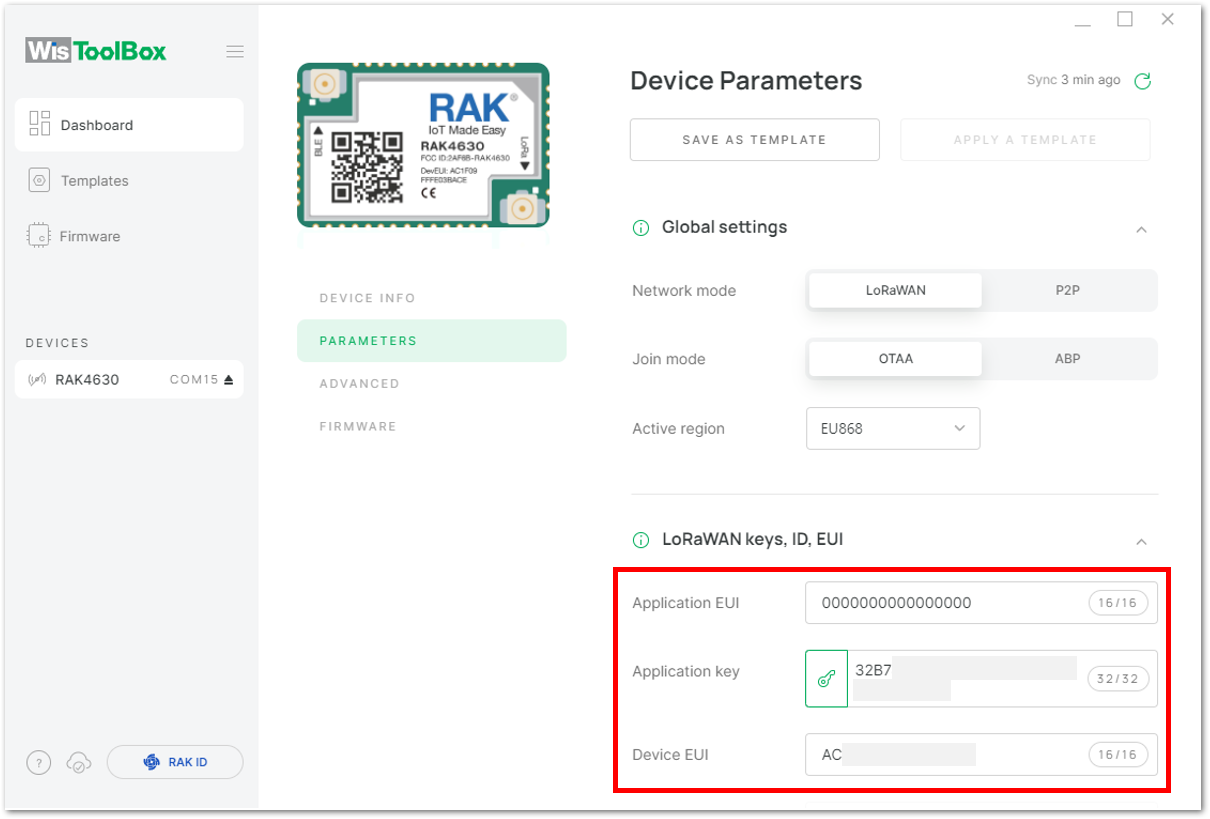 WisToolBox
Dashboard
Templates
Firmware
DEVICES
RAK4630 COM15
?
RAK ID
RAK®
IoT Made Easy
RAK4630
FCC ID:2AF6B-RAK4630
DevEUI: AC1F09
FFFE03BACE
CE
BLE
LoRa
DEVICE INFO
PARAMETERS
ADVANCED
FIRMWARE
Device Parameters
Sync 3 min ago
SAVE AS TEMPLATE
APPLY A TEMPLATE
Global settings
Network mode LoRaWAN P2P
Join mode OTAA ABP
Active region EU868
LoRaWAN keys, ID, EUI
Application EUI 0000000000000000 16/16
Application key 32B7 32/32
Device EUI AC 16/16